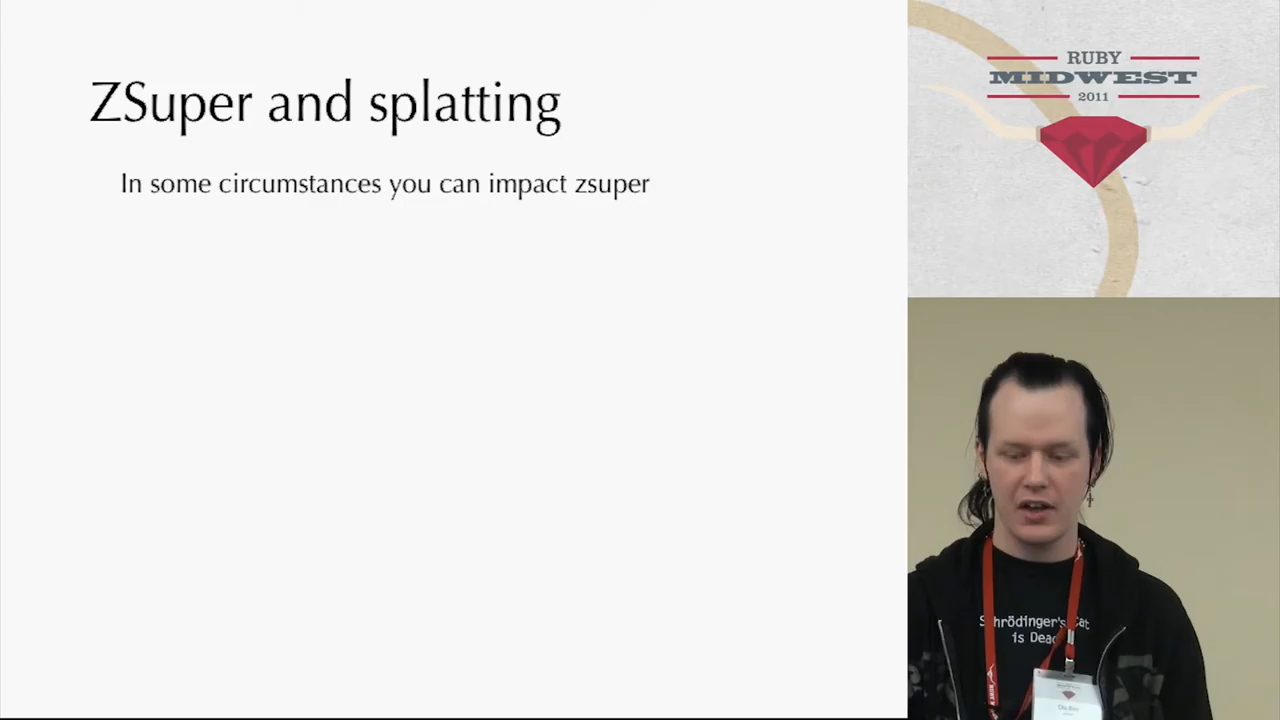 ZSuper and splatting
In some circumstances you can impact zsuper
RUBY
MIDWEST
2011
Schrödinger's Cat
is Dead